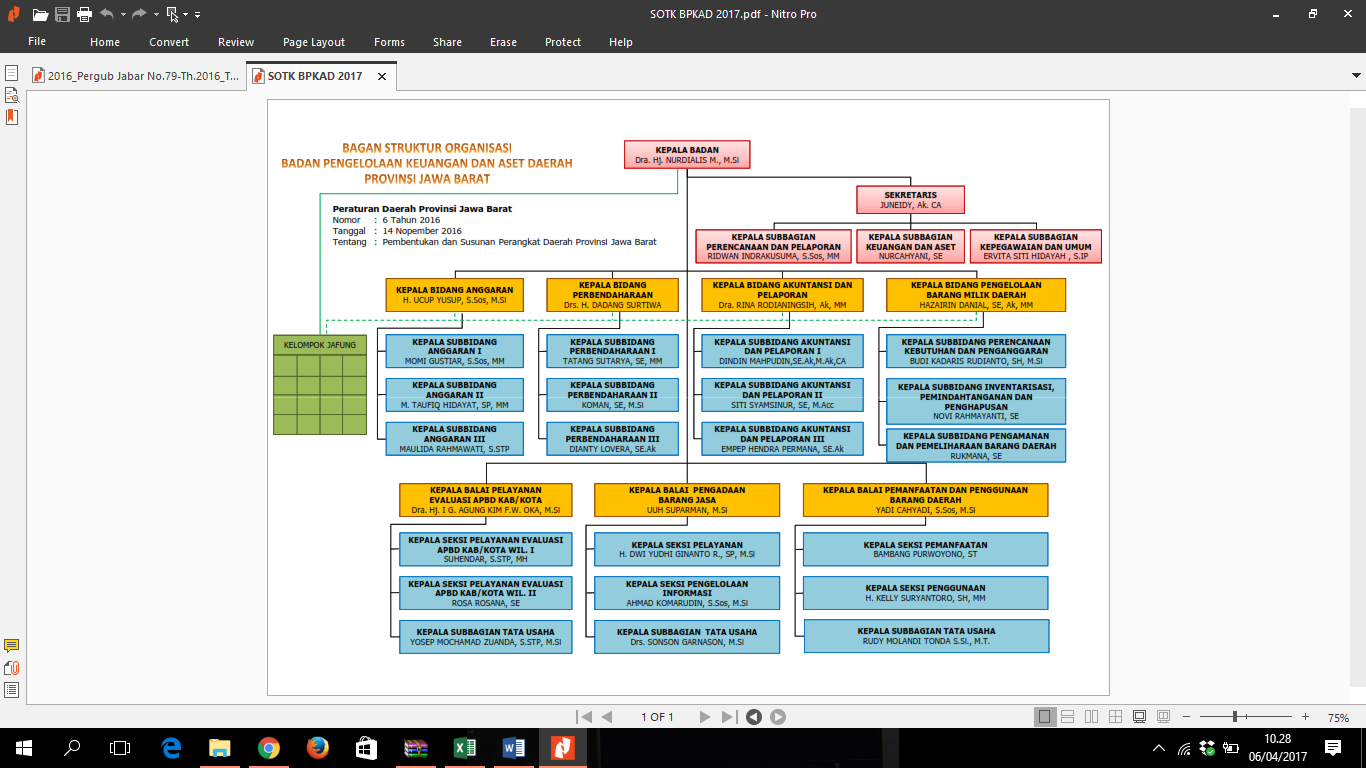 SOTK BPKAD 2017.pdf - Nitro Pro
File
Home
Convert
Review
Page Layout
Forms
Share
Erase
Protect
Help
2016_Pergub Jabar No.79-Th.2016_T...
SOTK BPKAD 2017
BAGAN STRUKTUR ORGANISASI
BADAN PENGELOLAAN KEUANGAN DAN ASET DAERAH
PROVINSI JAWA BARAT
KEPALA BADAN
Dra. Hj. NURDIALIS M., M.Si
SEKRETARIS
JUNEIDY, Ak. CA
Peraturan Daerah Provinsi Jawa Barat
Nomor : 6 Tahun 2016
Tanggal : 14 Nopember 2016
Tentang : Pembentukan dan Susunan Perangkat Daerah Provinsi Jawa Barat
KEPALA SUBBAGIAN
PERENCANAAN DAN PELAPORAN
RIDWAN INDRAKUSUMA, S.Sos, MM
KEPALA SUBBAGIAN
KEUANGAN DAN ASET
NURCAHYANI, SE
KEPALA SUBBAGIAN
KEPEGAWAIAN DAN UMUM
ERVITA SITI HIDAYAH , S.IP
KEPALA BIDANG ANGGARAN
H. UCUP YUSUP, S.Sos, M.Si
KEPALA BIDANG
PERBENDAHARAAN
Drs. H. DADANG SURTIWA
KEPALA BIDANG AKUNTANSI DAN
PELAPORAN
Dra. RINA RODIANINGSIH, Ak, MM
KEPALA BIDANG PENGELOLAAN
BARANG MILIK DAERAH
HAZAIRIN DANIAL, SE, Ak, MM
KELOMPOK JAFUNG
KEPALA SUBBIDANG
ANGGARAN I
MOMI GUSTIAR, S.Sos, MM
KEPALA SUBBIDANG
PERBENDAHARAAN I
TATANG SUTARYA, SE, MM
KEPALA SUBBIDANG AKUNTANSI
DAN PELAPORAN I
DINDIN MAHPUDIN,SE.Ak,M.Ak,CA
KEPALA SUBBIDANG PERENCANAAN
KEBUTUHAN DAN PENGANGGARAN
BUDI KADARIS RUDIANTO, SH, M.Si
KEPALA SUBBIDANG
ANGGARAN II
M. TAUFIQ HIDAYAT, SP, MM
KEPALA SUBBIDANG
PERBENDAHARAAN II
KOMAN, SE, M.Si
KEPALA SUBBIDANG AKUNTANSI
DAN PELAPORAN II
SITI SYAMSINUR, SE, M.Acc
KEPALA SUBBIDANG INVENTARISASI,
PEMINDAHTANGANAN DAN
PENGHAPUSAN
NOVI RAHMAYANTI, SE
KEPALA SUBBIDANG
ANGGARAN III
MAULIDA RAHMAWATI, S.STP
KEPALA SUBBIDANG
PERBENDAHARAAN III
DIANTY LOVERA, SE.Ak
KEPALA SUBBIDANG AKUNTANSI
DAN PELAPORAN III
EMPEP HENDRA PERMANA, SE.Ak
KEPALA SUBBIDANG PENGAMANAN
DAN PEMELIHARAAN BARANG DAERAH
RUKMANA, SE
KEPALA BALAI PELAYANAN
EVALUASI APBD KAB/KOTA
Dra. Hj. I G. AGUNG KIM F.W. OKA, M.Si
KEPALA BALAI PENGADAAN
BARANG JASA
UUH SUPARMAN, M.Si
KEPALA BALAI PEMANFAATAN DAN PENGGUNAAN
BARANG DAERAH
YADI CAHYADI, S.Sos, M.Si
KEPALA SEKSI PELAYANAN EVALUASI
APBD KAB/KOTA WIL. I
SUHENDAR, S.STP, MH
KEPALA SEKSI PELAYANAN
H. DWI YUDHI GINANTO R., SP, M.Si
KEPALA SEKSI PEMANFAATAN
BAMBANG PURWOYONO, ST
KEPALA SEKSI PELAYANAN EVALUASI
APBD KAB/KOTA WIL. II
ROSA ROSANA, SE
KEPALA SEKSI PENGELOLAAN
INFORMASI
AHMAD KOMARUDIN, S.Sos, M.Si
KEPALA SEKSI PENGGUNAAN
H. KELLY SURYANTORO, SH, MM
KEPALA SUBBAGIAN TATA USAHA
YOSEP MOCHAMAD ZUANDA, S.STP, M.Si
KEPALA SUBBAGIAN TATA USAHA
Drs. SONSON GARNASON, M.Si
KEPALA SUBBAGIAN TATA USAHA
RUDY MOLANDI TONDA S.Si., M.T.
1 OF 1
75%
10.28
06/04/2017